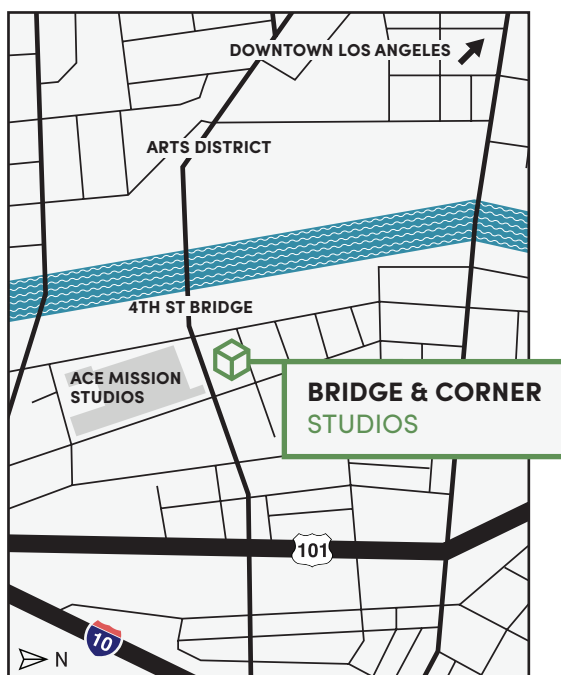 DOWNTOWN LOS ANGELES
ARTS DISTRICT
4TH ST BRIDGE
ACE MISSION
STUDIOS
BRIDGE & CORNER
STUDIOS
101
10
N